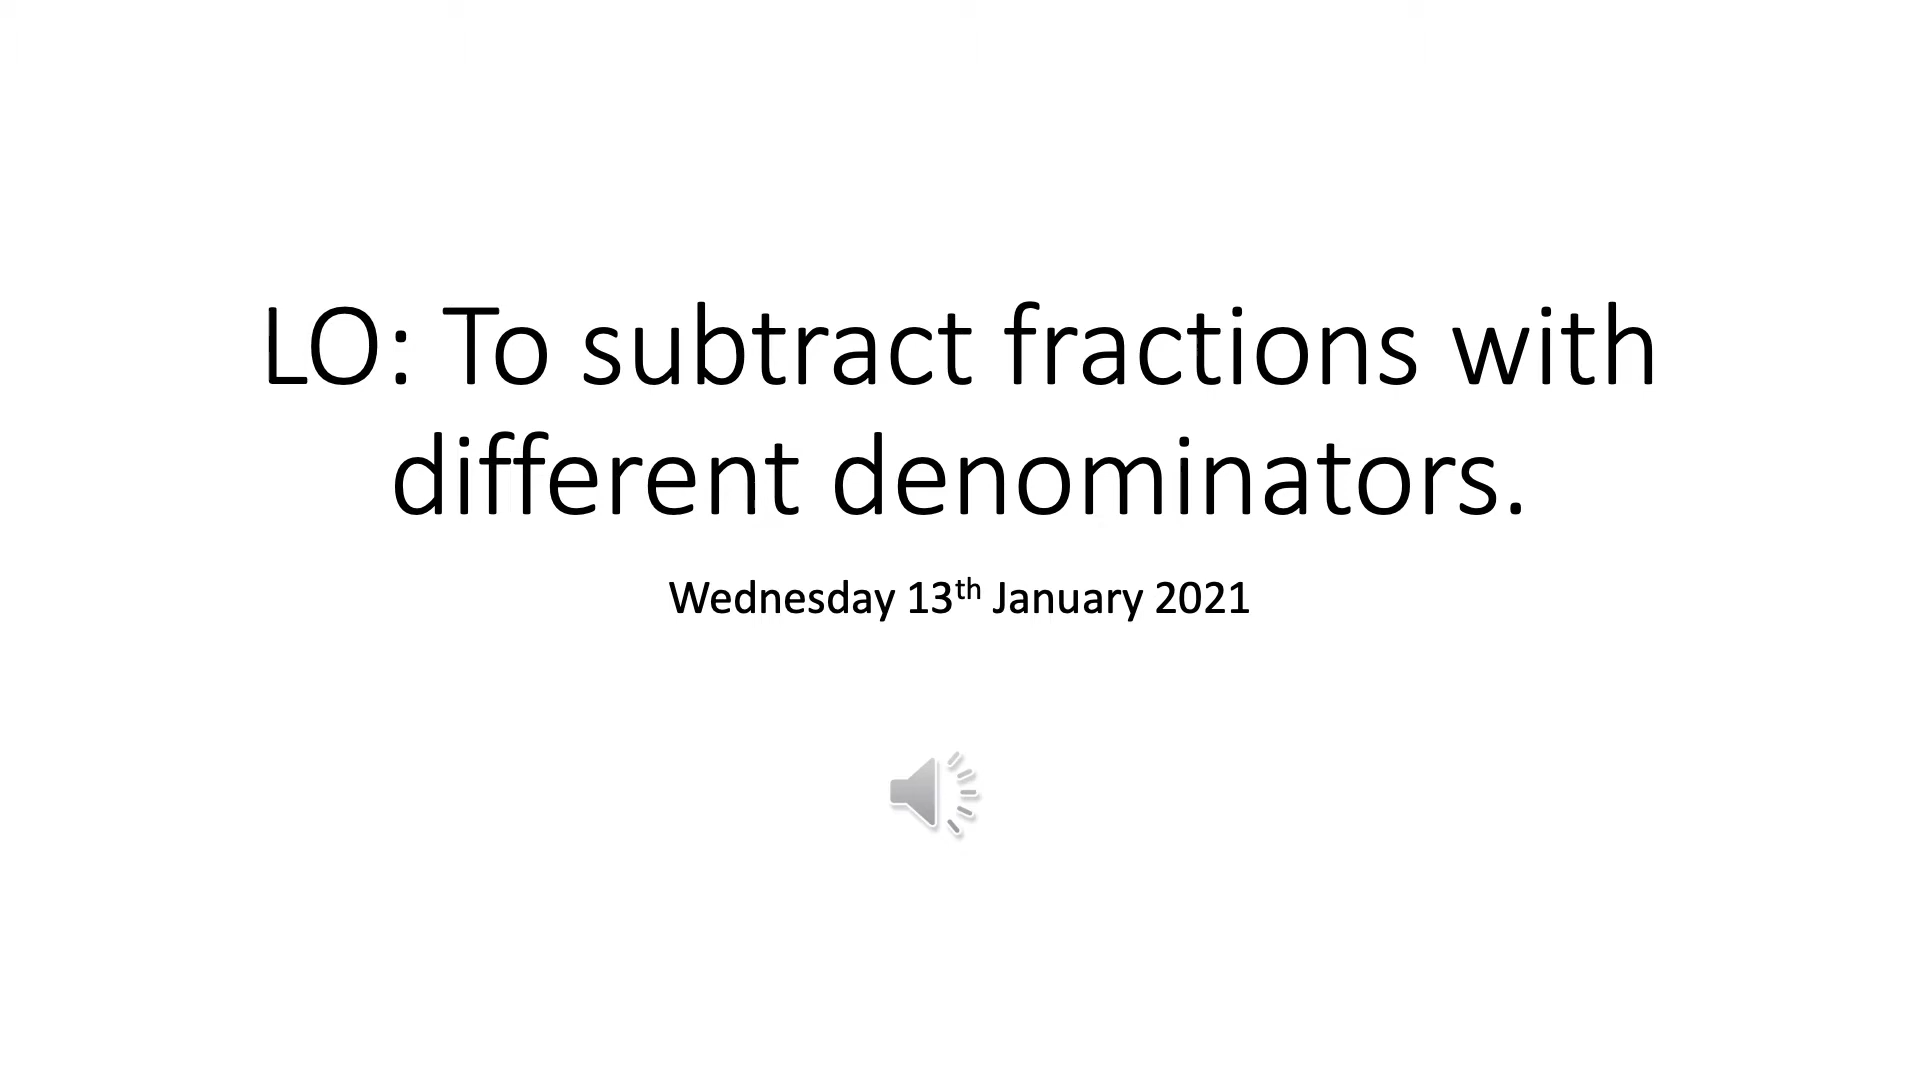 LO: To subtract fractions with
different denominators.
Wednesday 13th January 2021